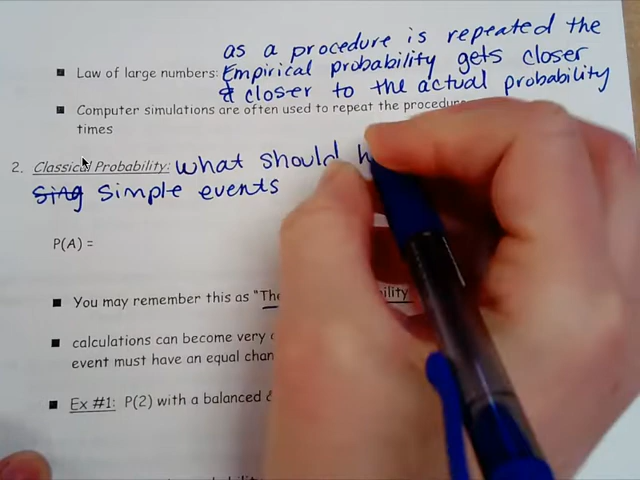 as a procedure is repeated the
■ Law of large numbers: Empirical probability gets closer
& closer to the actual probability
■ Computer simulations are often used to repeat the procedure
times
2. Classical Probability: what should
sing simple events
P(A) =
■ You may remember this as "The
■ calculations can become very
event must have an equal chan
■ Ex #1: P(2) with a balanced